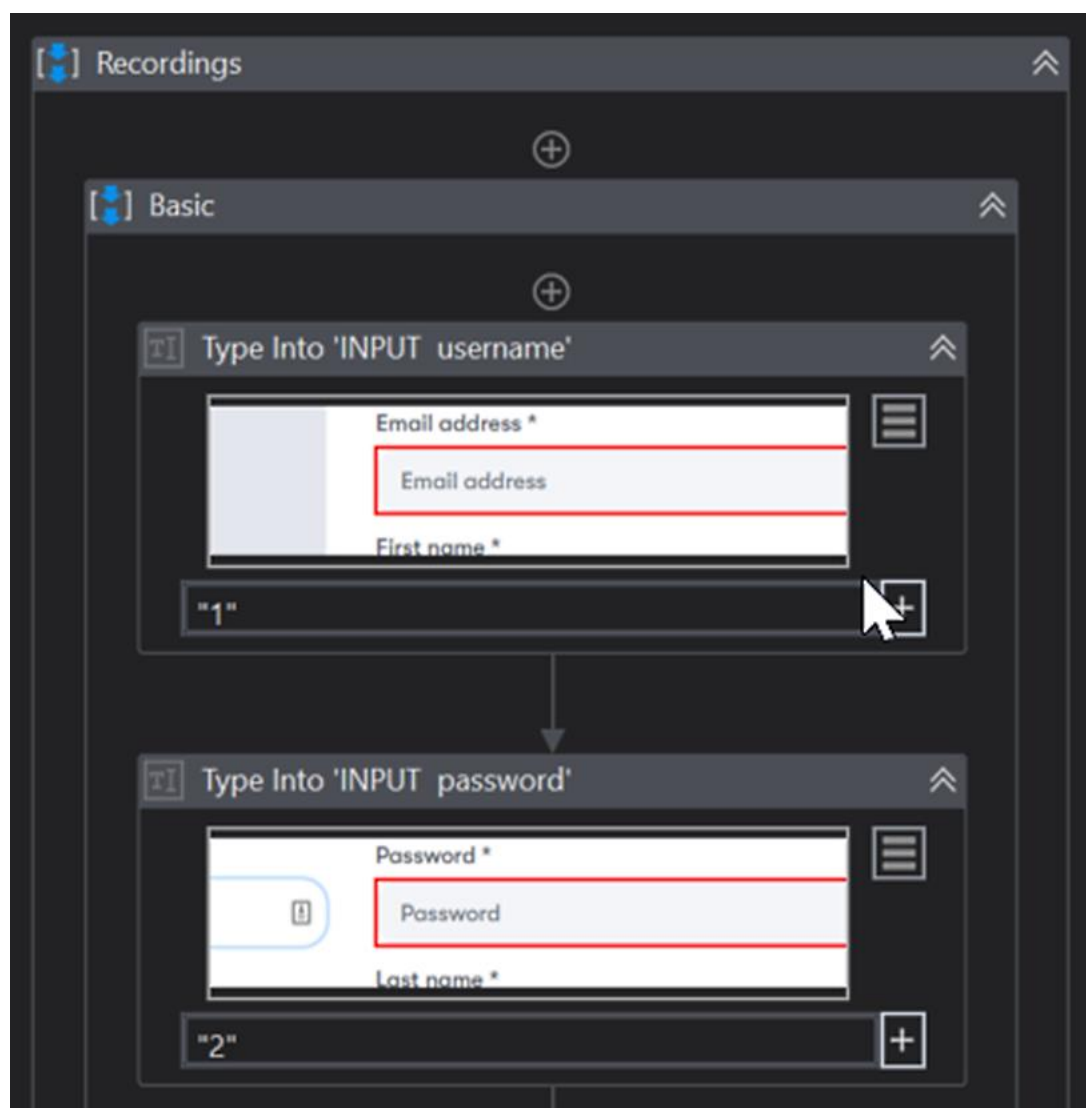 Recordings
Basic
Type Into 'INPUT  username'
Email address *
Email address
First name *
"1"
Type Into 'INPUT  password'
Password *
Password
Last name *
"2"